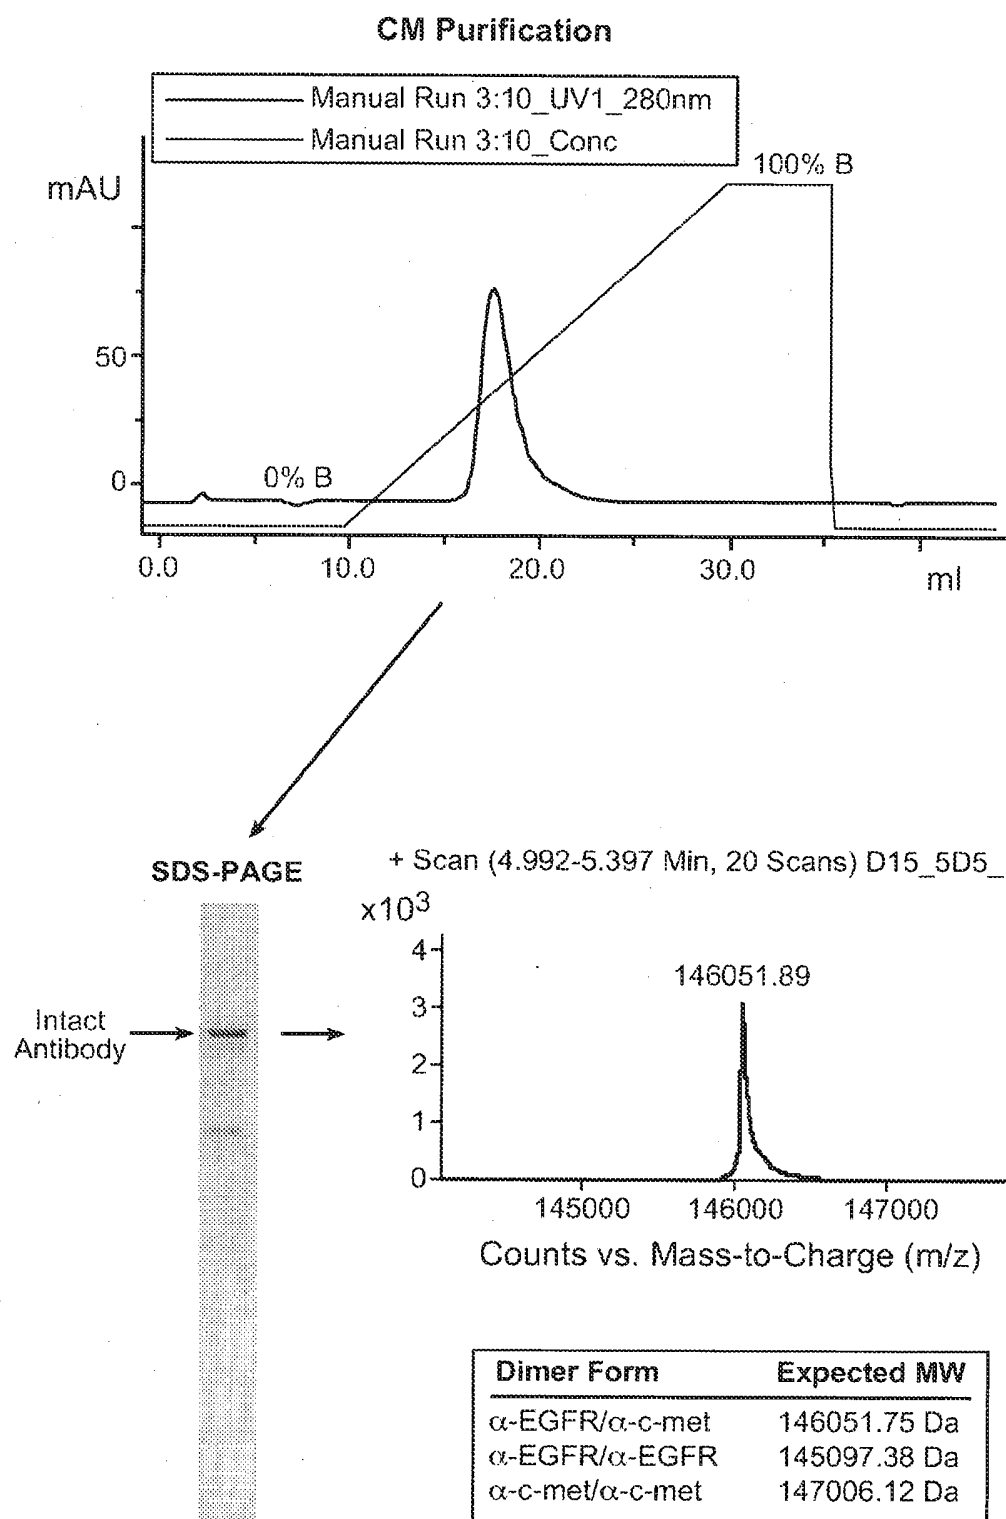 CM Purification
Manual Run 3:10_UV1_280nm
Manual Run 3:10_Conc
mAU
100% B
50
0
0% B
0.0 10.0 20.0 30.0 ml
SDS-PAGE
+ Scan (4.992-5.397 Min, 20 Scans) D15_5D5_
x10³
4
3
2
1
0
146051.89
Intact
Antibody
145000 146000 147000
Counts vs. Mass-to-Charge (m/z)
Dimer Form Expected MW
α-EGFR/α-c-met 146051.75 Da
α-EGFR/α-EGFR 145097.38 Da
α-c-met/α-c-met 147006.12 Da